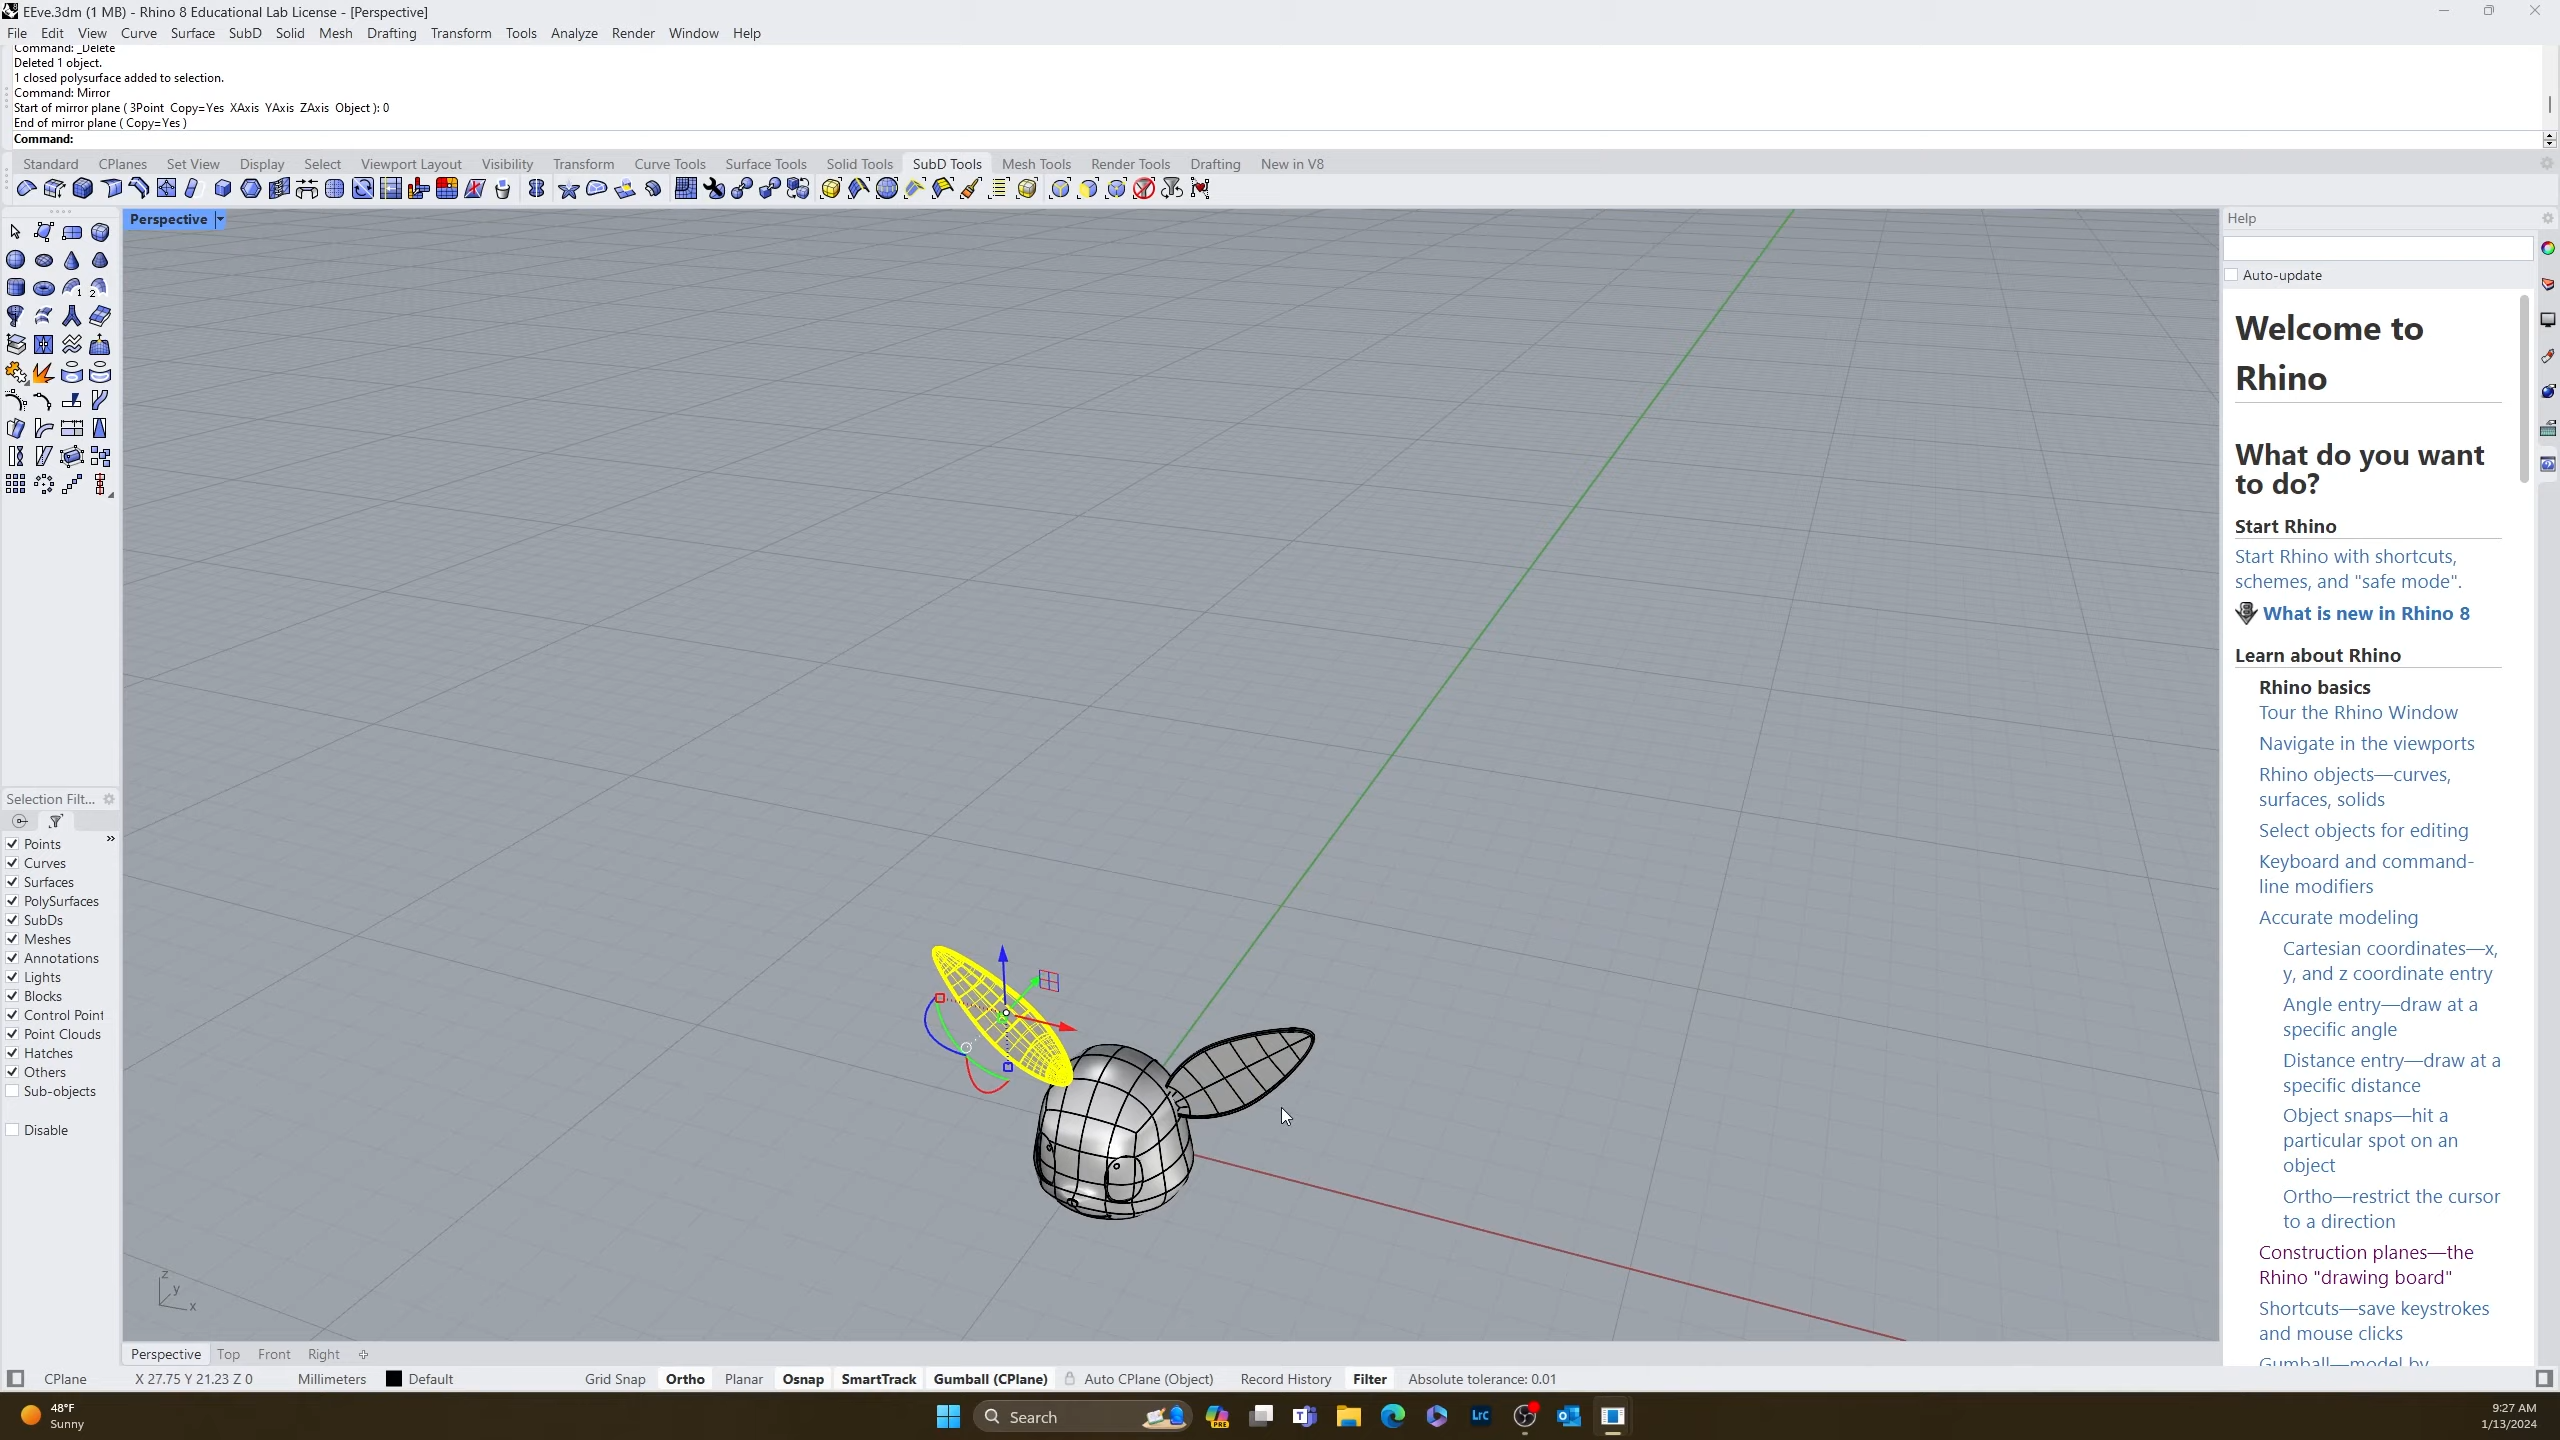 EEve.3dm (1 MB) - Rhino 8 Educational Lab License - [Perspective]
File Edit View Curve Surface SubD Solid Mesh Drafting Transform Tools Analyze Render Window Help
Command: _Delete
Deleted 1 object.
1 closed polysurface added to selection.
Command: Mirror
Start of mirror plane ( 3Point Copy=Yes XAxis YAxis ZAxis Object ): 0
End of mirror plane ( Copy=Yes )
Command:
Standard CPlanes Set View Display Select Viewport Layout Visibility Transform Curve Tools Surface Tools Solid Tools SubD Tools Mesh Tools Render Tools Drafting New in V8
Perspective
Help
Auto-update
Welcome to
Rhino
What do you want
to do?
Start Rhino
Start Rhino with shortcuts,
schemes, and "safe mode".
What is new in Rhino 8
Learn about Rhino
Rhino basics
Tour the Rhino Window
Navigate in the viewports
Rhino objects—curves,
surfaces, solids
Select objects for editing
Keyboard and command-
line modifiers
Accurate modeling
Cartesian coordinates—x,
y, and z coordinate entry
Angle entry—draw at a
specific angle
Distance entry—draw at a
specific distance
Object snaps—hit a
particular spot on an
object
Ortho—restrict the cursor
to a direction
Construction planes—the
Rhino "drawing board"
Shortcuts—save keystrokes
and mouse clicks
Gumball—model by
Selection Filt...
Points
Curves
Surfaces
PolySurfaces
SubDs
Meshes
Annotations
Lights
Blocks
Control Point
Point Clouds
Hatches
Others
Sub-objects
Disable
z
y
x
Perspective Top Front Right
CPlane X 27.75 Y 21.23 Z 0 Millimeters Default Grid Snap Ortho Planar Osnap SmartTrack Gumball (CPlane) Auto CPlane (Object) Record History Filter Absolute tolerance: 0.01
48°F
Sunny
Search
PRE
LrC
9:27 AM
1/13/2024